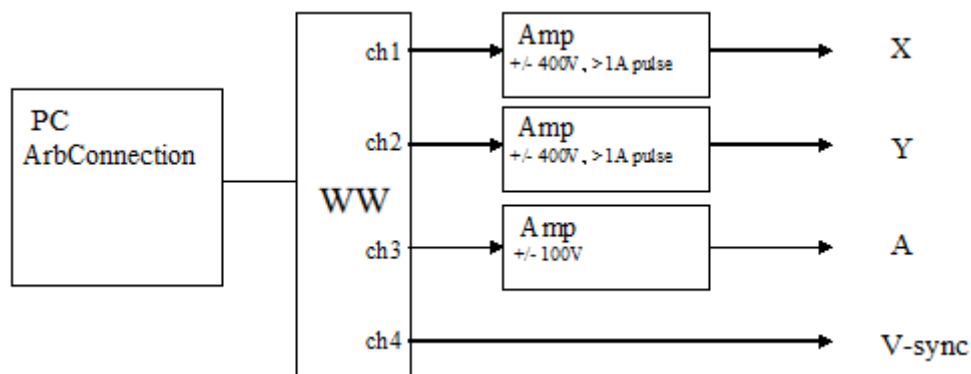 PC
ArbConnection
WW
ch1
Amp
+/- 400V, >1A pulse
X
ch2
Amp
+/- 400V, >1A pulse
Y
ch3
Amp
+/- 100V
A
ch4
V-sync